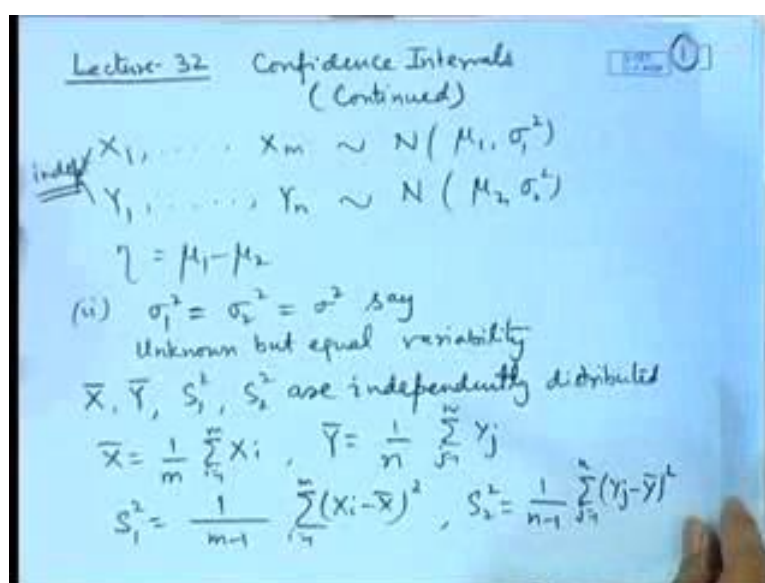 Lecture- 32 Confidence Intervals
①
(Continued)
indep X₁, ..... Xₘ ~ N( μ₁, σ₁²)
Y₁, ......, Yₙ ~ N ( μ₂, σ₂²)
η = μ₁-μ₂
(ii) σ₁² = σ₂² = σ² say
Unknown but equal variability
X̄, Ȳ, S₁², S₂² are independently distributed
X̄ = 1/m Σᵢ₌₁ᵐ Xᵢ , Ȳ = 1/n Σⱼ₌₁ⁿ Yⱼ
S₁² = 1/(m-1) Σᵢ₌₁ᵐ (Xᵢ-X̄)² , S₂² = 1/(n-1) Σⱼ₌₁ⁿ (Yⱼ-Ȳ)²